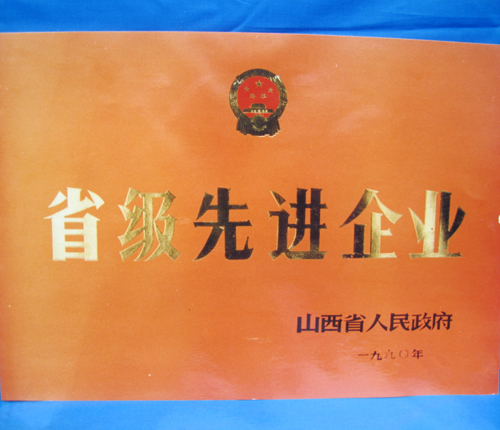 省级先进企业
山西省人民政府
一九九〇年